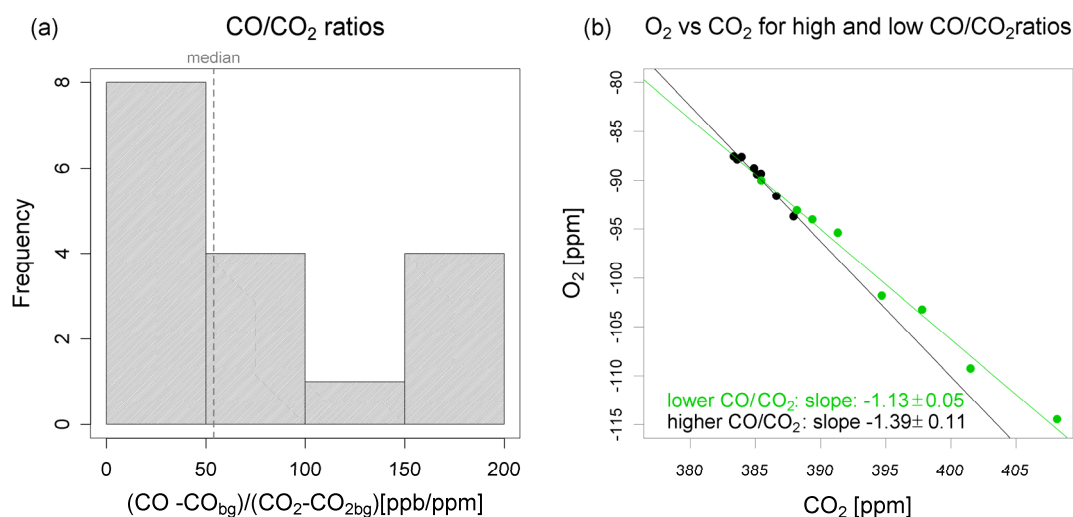 (a) CO/CO₂ ratios
median
8
6
4
2
0
Frequency
0 50 100 150 200
(CO -CObg)/(CO₂-CO₂bg)[ppb/ppm]
(b) O₂ vs CO₂ for high and low CO/CO₂ratios
-80
-85
-90
-95
-100
-105
-110
-115
O₂ [ppm]
lower CO/CO₂: slope: -1.13±0.05
higher CO/CO₂: slope -1.39± 0.11
380 385 390 395 400 405
CO₂ [ppm]